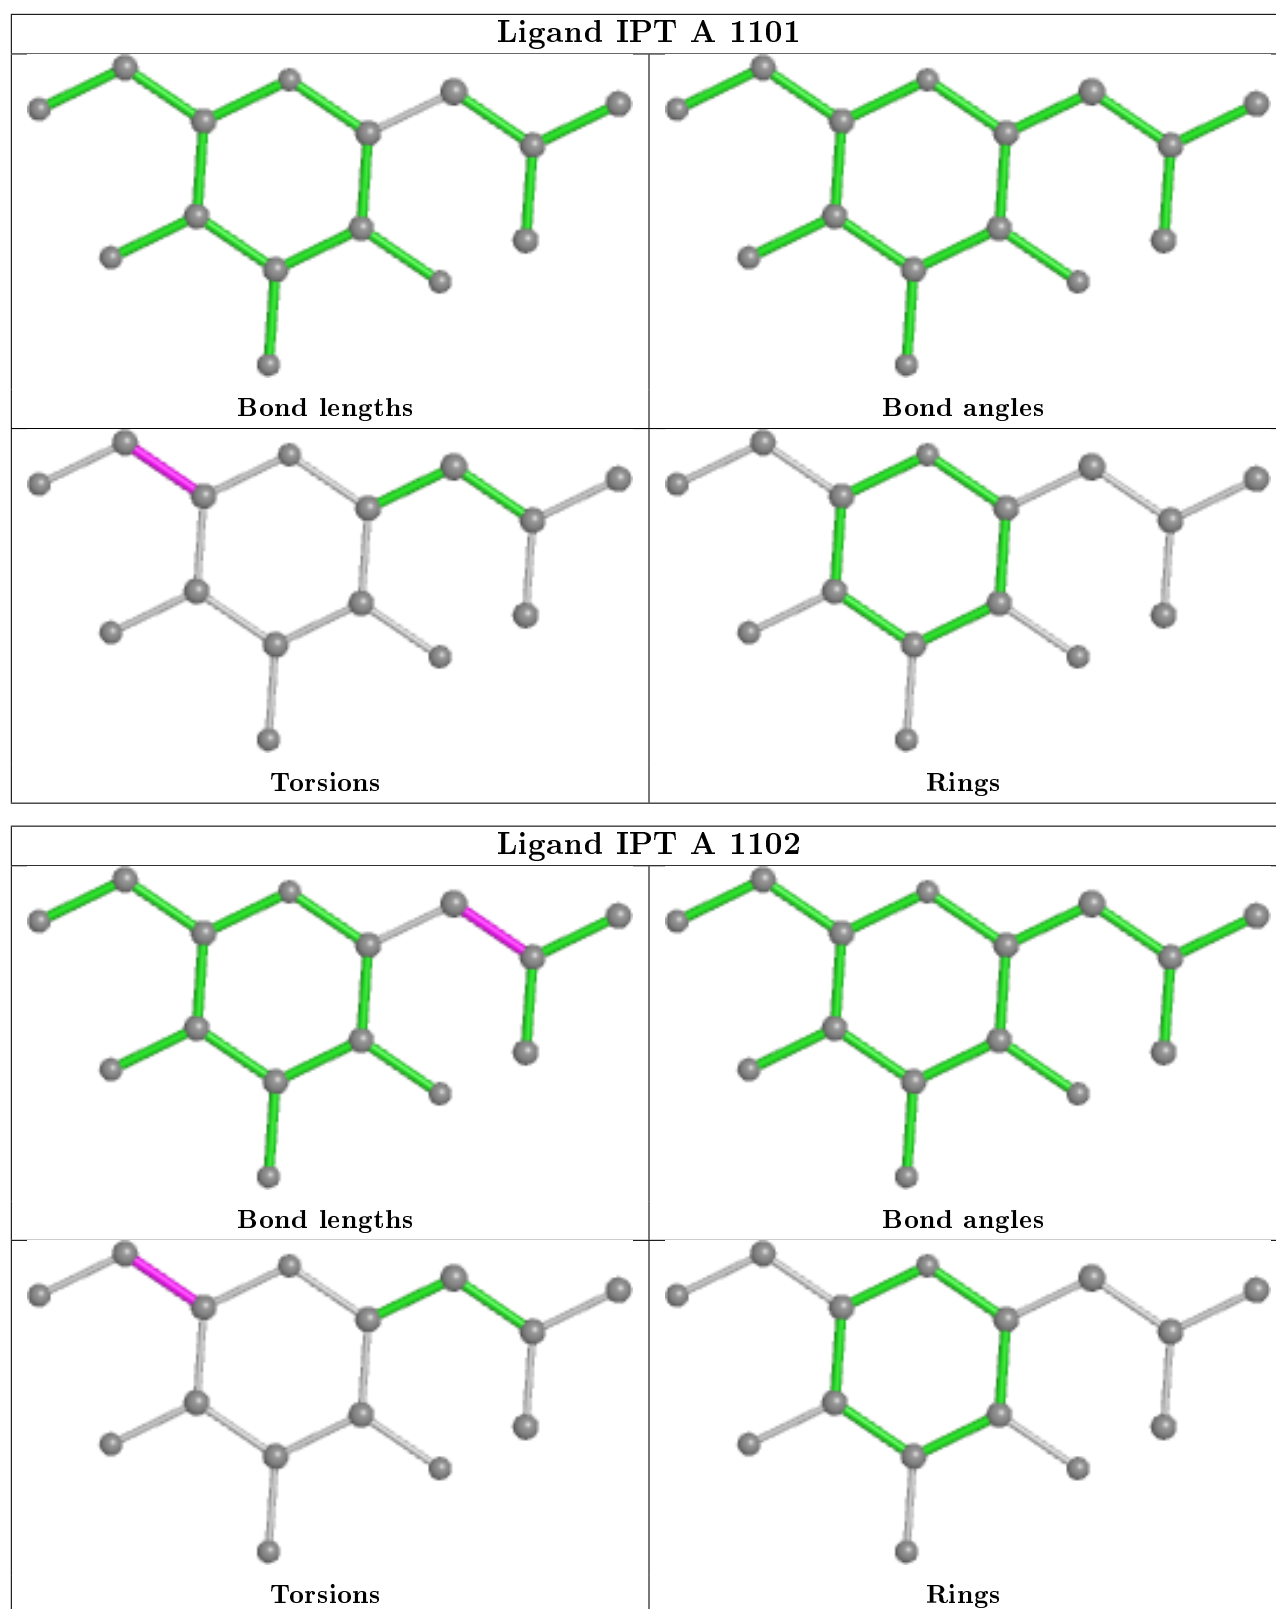 Ligand IPT A 1101
Bond lengths
Bond angles
Torsions
Rings
Ligand IPT A 1102
Bond lengths
Bond angles
Torsions
Rings